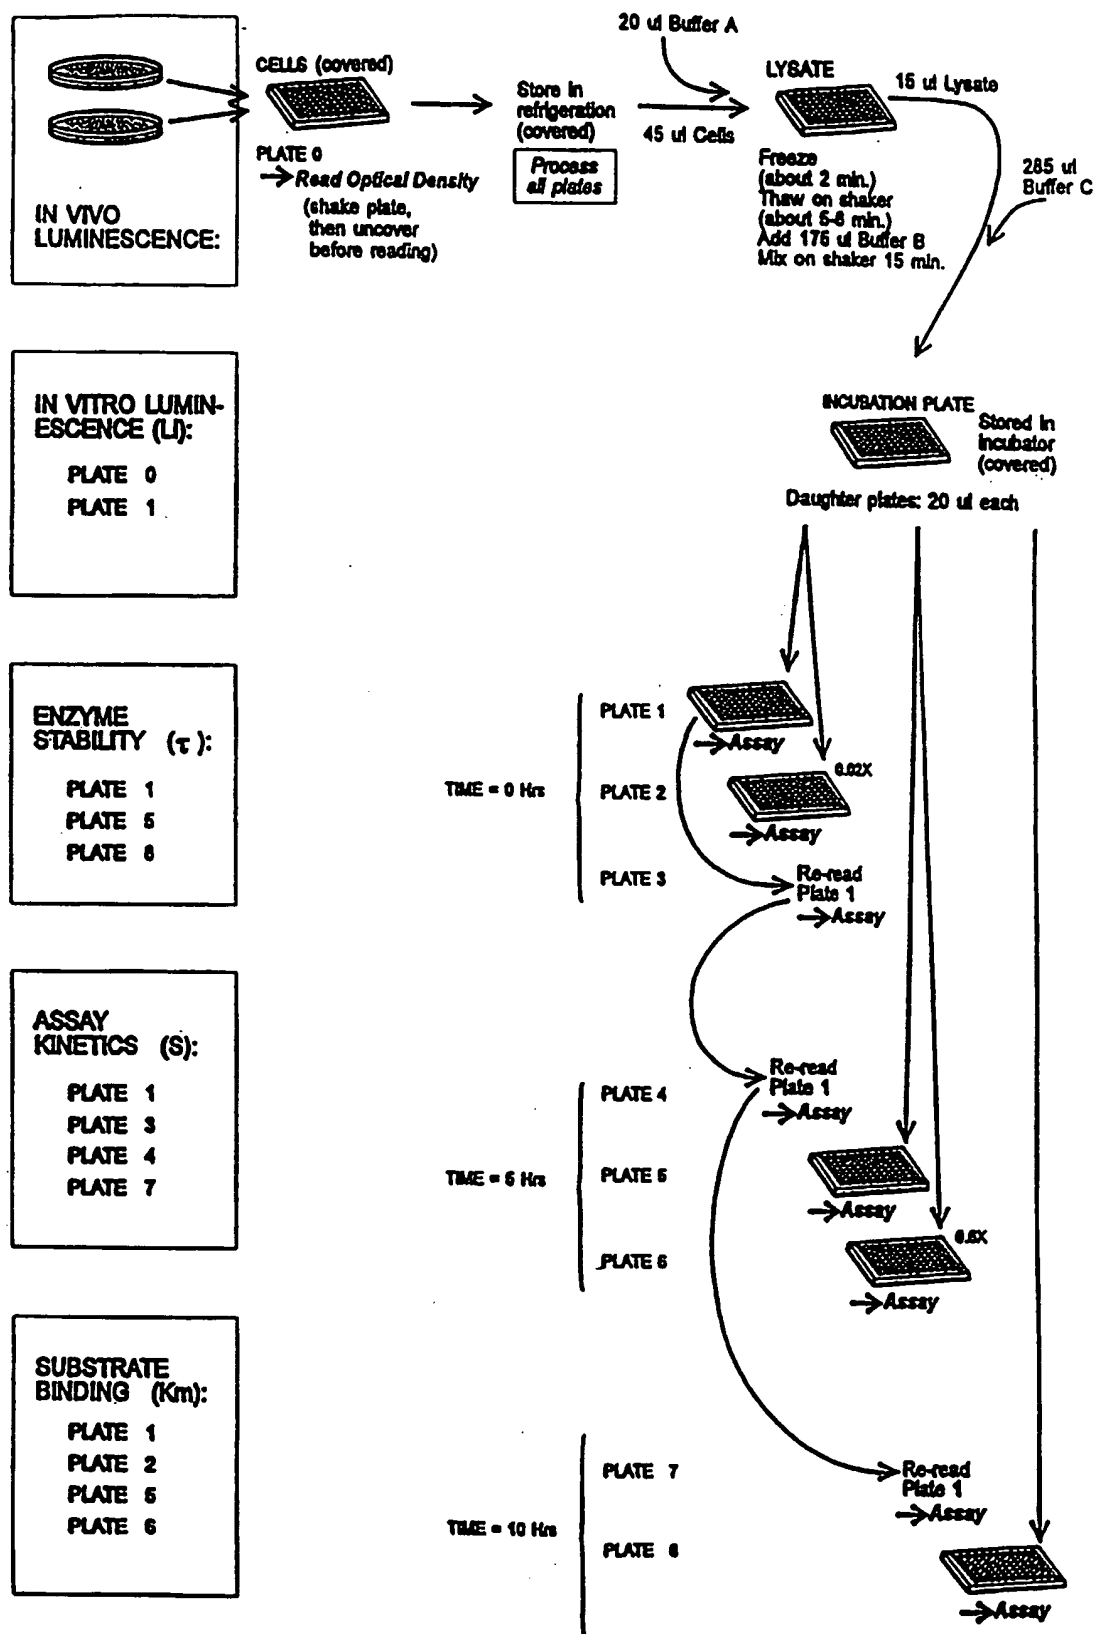 20 ul Buffer A
CELLS (covered)
PLATE 0
Read Optical Density
(shake plate,
then uncover
before reading)
Store in
refrigeration
(covered)
Process
all plates
45 ul Cells
LYSATE
15 ul Lysate
Freeze
(about 2 min.)
Thaw on shaker
(about 5-6 min.)
Add 175 ul Buffer B
Mix on shaker 15 min.
285 ul
Buffer C
IN VIVO
LUMINESCENCE:
IN VITRO LUMIN-
ESCENCE (LI):
PLATE 0
PLATE 1
INCUBATION PLATE
Stored in
incubator
(covered)
Daughter plates: 20 ul each
ENZYME
STABILITY (τ):
PLATE 1
PLATE 5
PLATE 8
TIME = 0 Hrs
PLATE 1
Assay
PLATE 2
0.02X
Assay
PLATE 3
Re-read
Plate 1
Assay
ASSAY
KINETICS (S):
PLATE 1
PLATE 3
PLATE 4
PLATE 7
TIME = 5 Hrs
PLATE 4
Re-read
Plate 1
Assay
PLATE 5
Assay
PLATE 6
Assay
SUBSTRATE
BINDING (Km):
PLATE 1
PLATE 2
PLATE 5
PLATE 6
TIME = 10 Hrs
PLATE 7
Re-read
Plate 1
Assay
PLATE 8
Assay